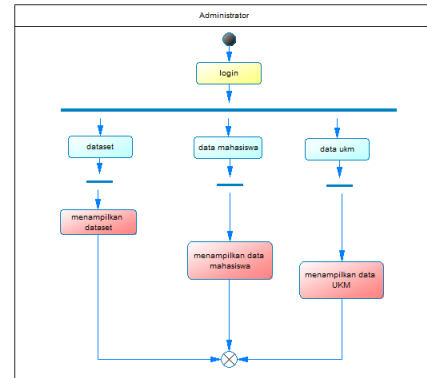 Administrator
login
dataset
data mahasiswa
data ukm
menampilkan
dataset
menampilkan data
mahasiswa
menampilkan data
UKM